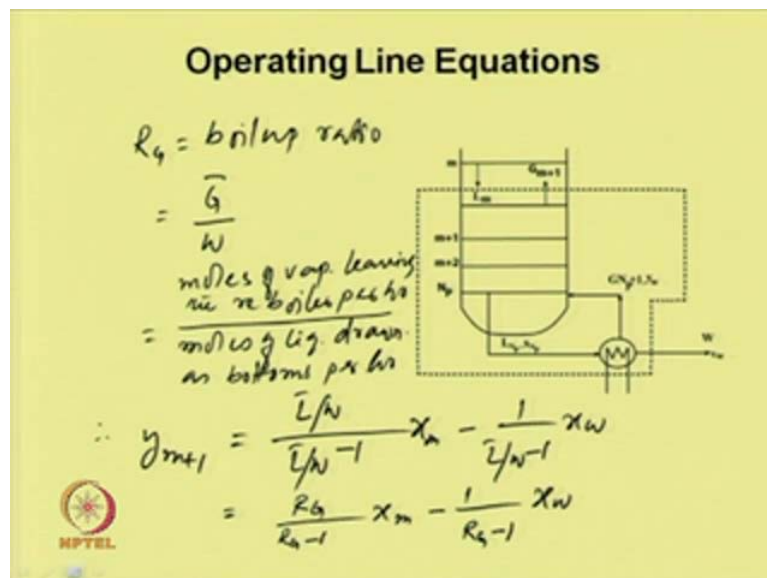 Operating Line Equations
R_G = boilup ratio
= G̅ / W
= moles of vap. leaving the reboiler per hr / moles of liq. drawn as bottoms per hr
m
L_m
G_m+1
m+1
m+2
N_p
W
∴ y_m+1 = (L̅/W) / (L̅/W -1) x_m - 1 / (L̅/W -1) x_W
= R_G / (R_G -1) x_m - 1 / (R_G -1) x_W
NPTEL